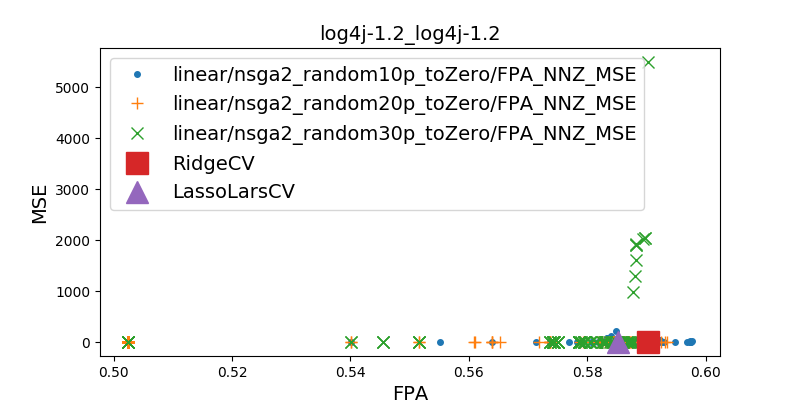 log4j-1.2_log4j-1.2
linear/nsga2_random10p_toZero/FPA_NNZ_MSE
linear/nsga2_random20p_toZero/FPA_NNZ_MSE
linear/nsga2_random30p_toZero/FPA_NNZ_MSE
RidgeCV
LassoLarsCV
MSE
5000
4000
3000
2000
1000
0
0.50 0.52 0.54 0.56 0.58 0.60
FPA